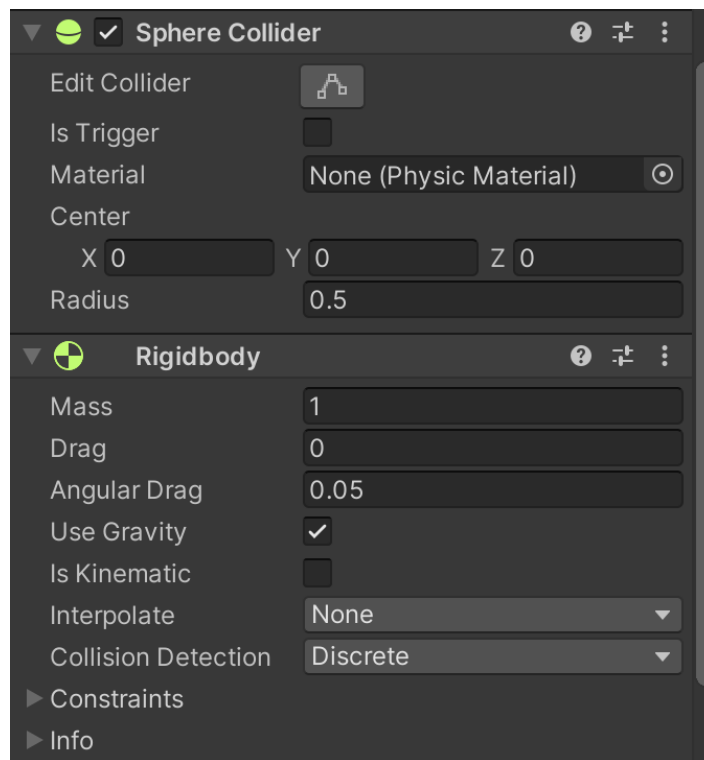 Sphere Collider
Edit Collider
Is Trigger
Material None (Physic Material)
Center
X 0 Y 0 Z 0
Radius 0.5
Rigidbody
Mass 1
Drag 0
Angular Drag 0.05
Use Gravity
Is Kinematic
Interpolate None
Collision Detection Discrete
Constraints
Info